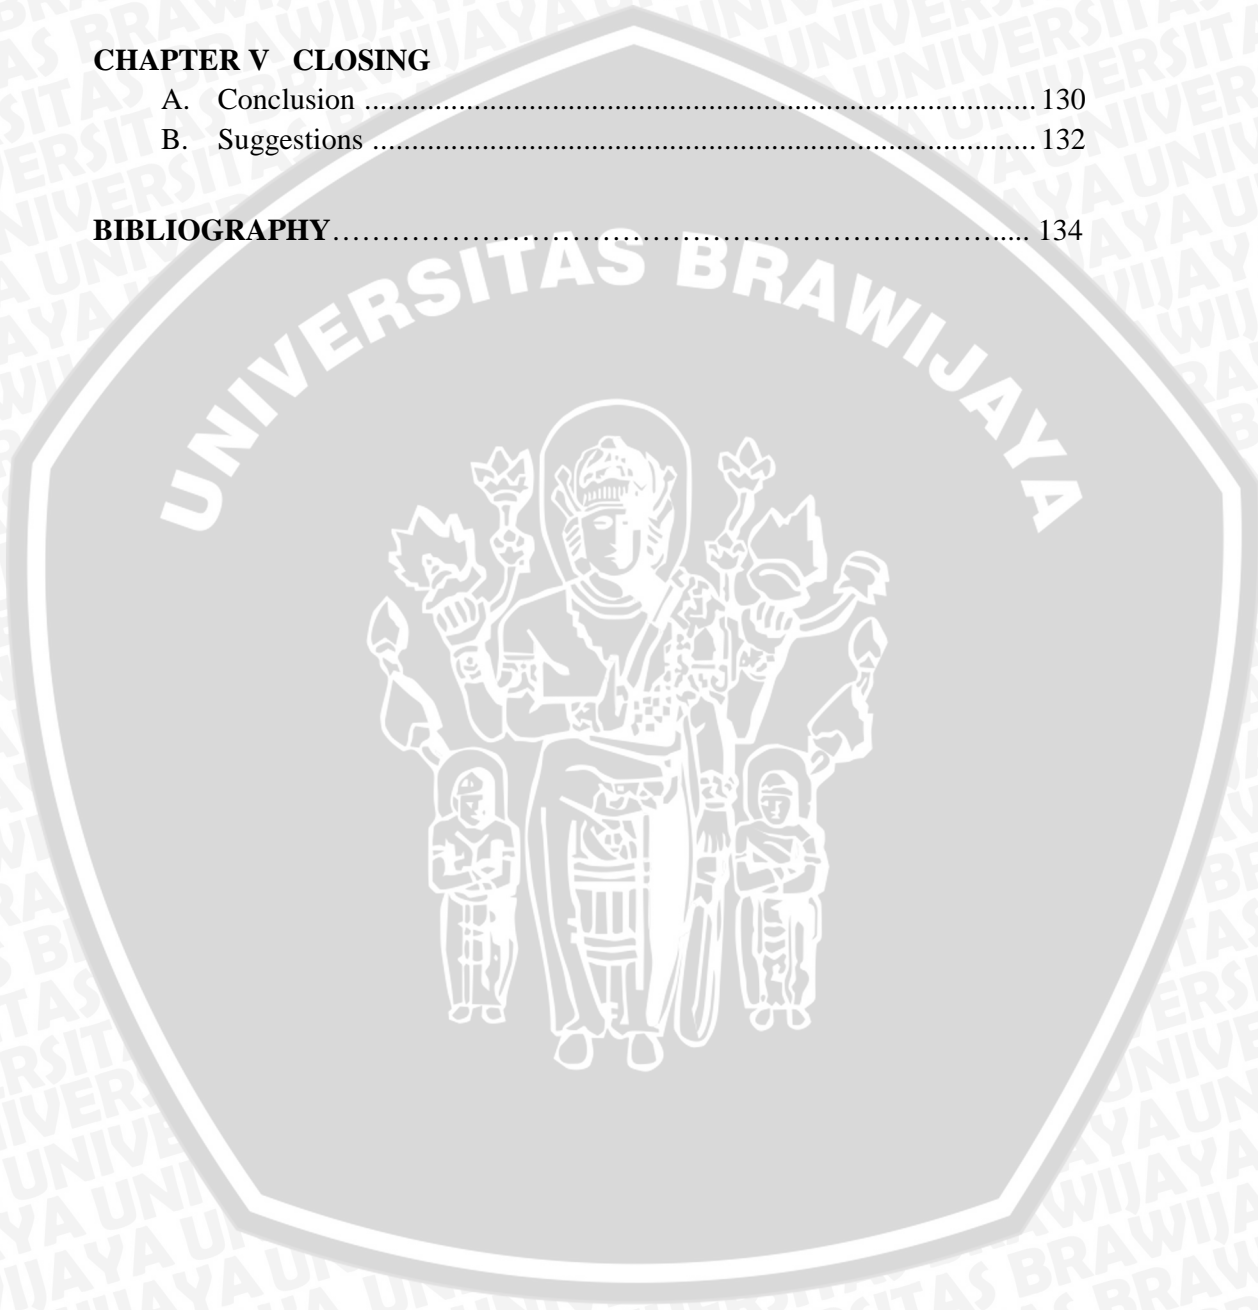 CHAPTER V CLOSING
A. Conclusion ........................................................................ 130
B. Suggestions ....................................................................... 132
BIBLIOGRAPHY…………………………………………………………..... 134
UNIVERSITAS BRAWIJAYA